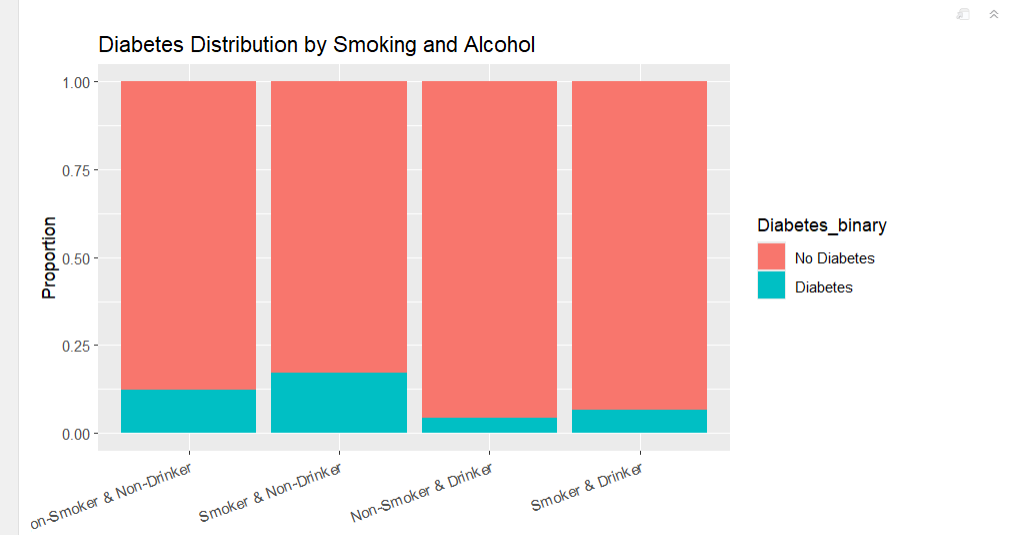 Diabetes Distribution by Smoking and Alcohol
1.00
0.75
0.50
0.25
0.00
Proportion
on-Smoker & Non-Drinker
Smoker & Non-Drinker
Non-Smoker & Drinker
Smoker & Drinker
Diabetes_binary
No Diabetes
Diabetes